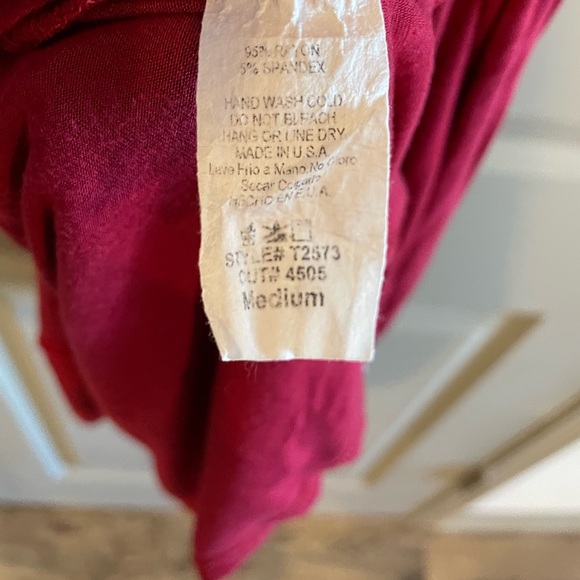 95% RAYON
5% SPANDEX
HAND WASH COLD
DO NOT BLEACH
HANG OR LINE DRY
MADE IN U.S.A
Lave Frio a Mano, No Cloro
Secar Colgado
HECHO EN E.U.A.
STYLE# T2573
CUT# 4505
Medium